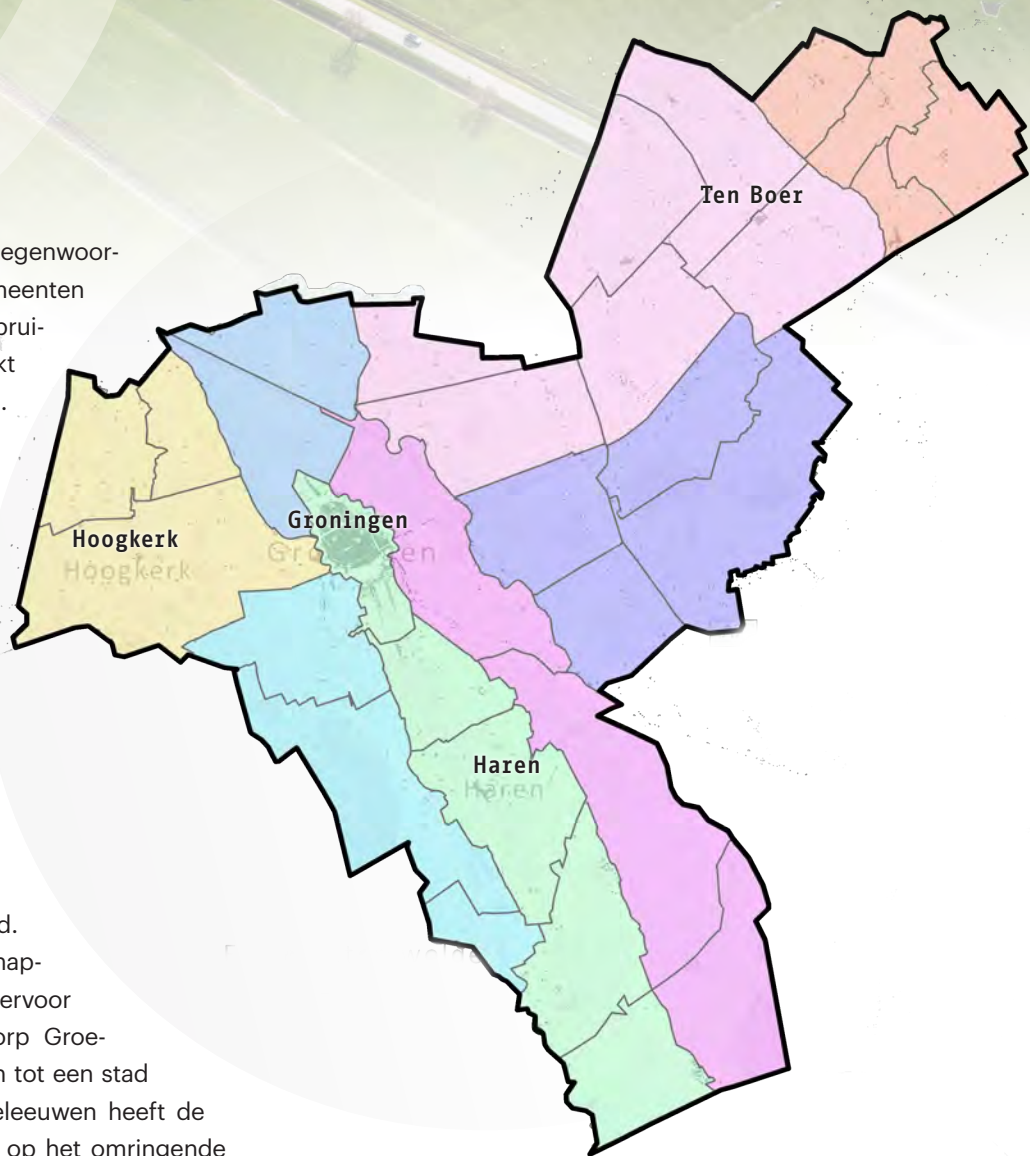 egenwoor-
neenten
orui-
kt
.
Ten Boer
Groningen
Hoogkerk
Hoogkerk
Haren
Haren
d.
nap-
ervoor
orp Groe-
n tot een stad
eleeuwen heeft de
op het omringende